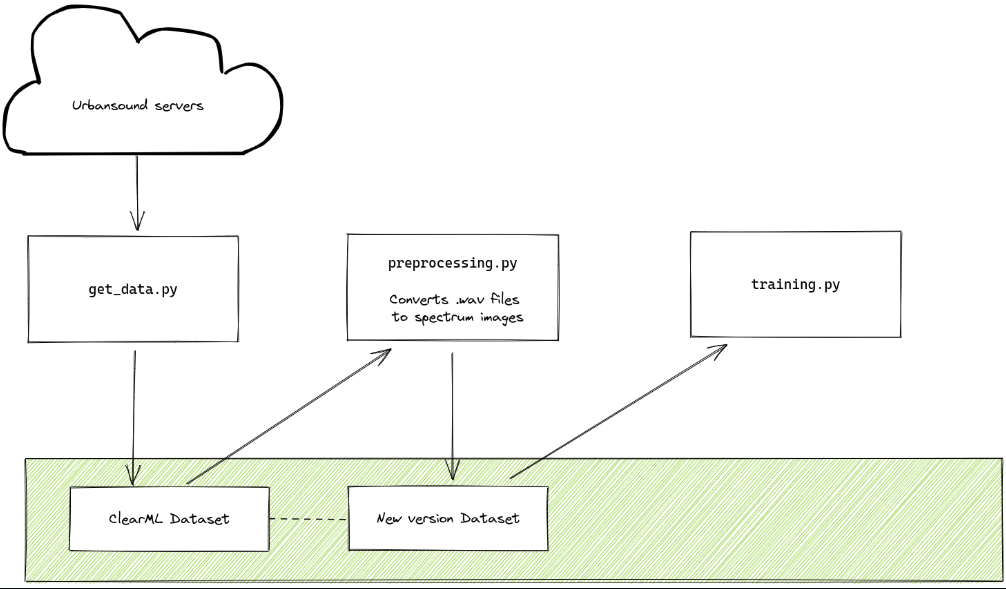 Urbansound servers
get_data.py
preprocessing.py
Converts .wav files
to spectrum images
training.py
ClearML Dataset
New version Dataset